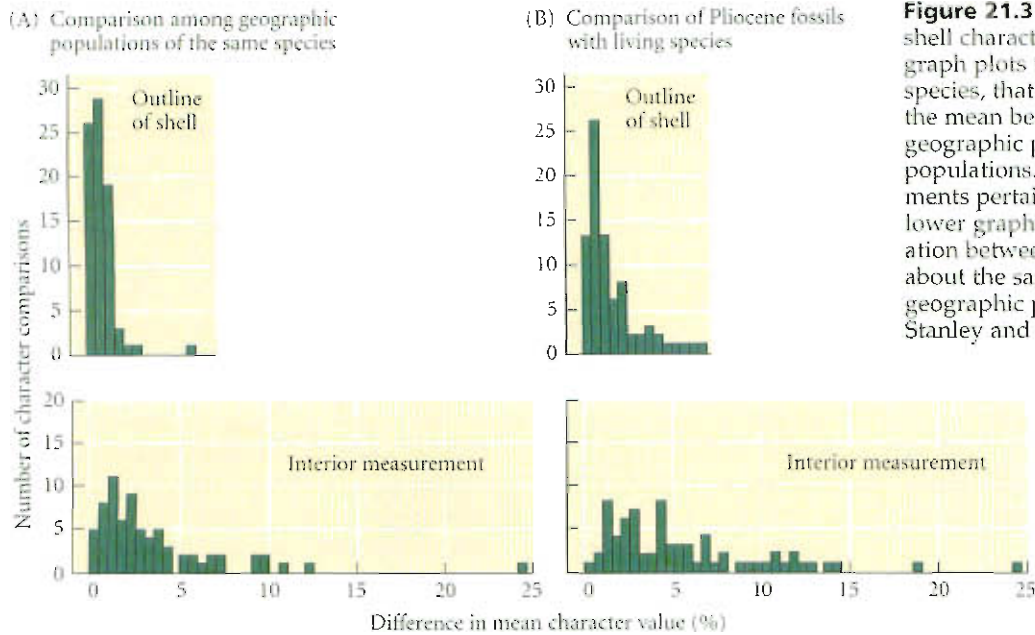 (A) Comparison among geographic
populations of the same species
(B) Comparison of Pliocene fossils
with living species
Figure 21.3
shell charact
graph plots
species, that
the mean be
geographic p
populations.
ments pertai
lower graph
ation betwee
about the sa
geographic p
Stanley and
Number of character comparisons
30
25
20
15
10
5
0
Outline
of shell
30
25
20
15
10
5
0
Outline
of shell
20
15
10
5
0
Interior measurement
0 5 10 15 20 25
Interior measurement
0 5 10 15 20 25
Difference in mean character value (%)